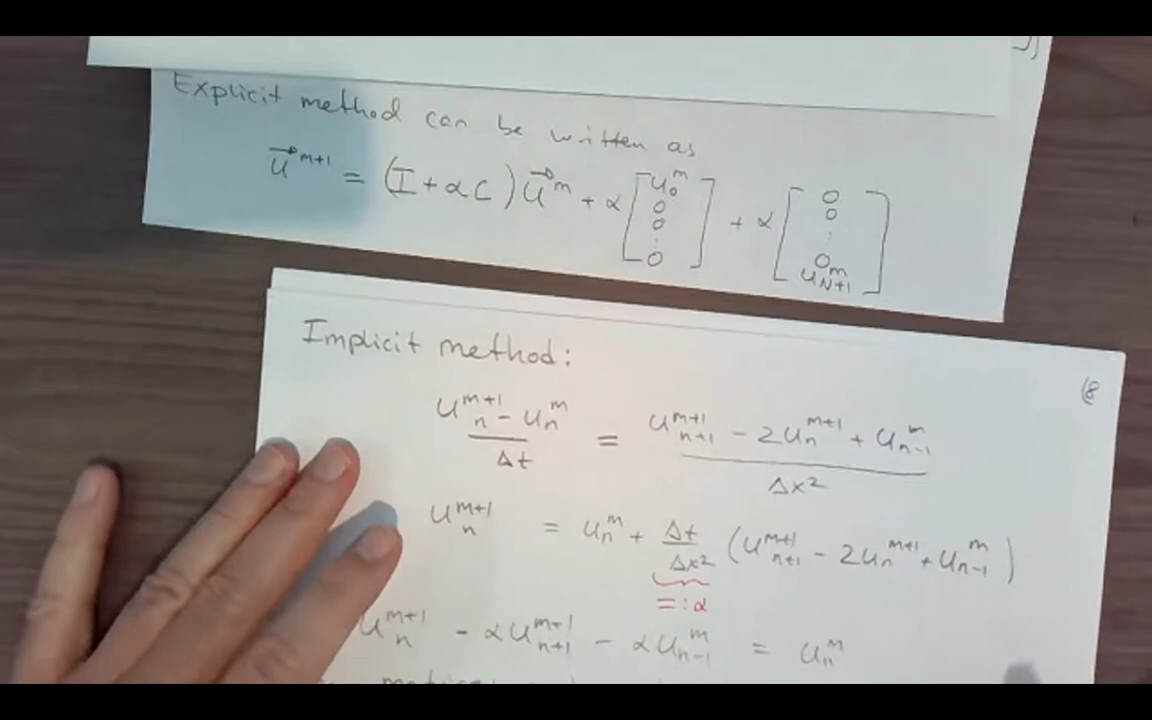 Explicit method can be written as
u⃗^{m+1} = (I + αC) u⃗^m + α [u_0^m 0 0 ⋮ 0] + α [0 0 ⋮ 0 u_{N+1}^m]
Implicit method:
(8
(u_n^{m+1} - u_n^m) / Δt = (u_{n+1}^{m+1} - 2u_n^{m+1} + u_{n-1}^m) / Δx²
u_n^{m+1} = u_n^m + Δt/Δx² (u_{n+1}^{m+1} - 2u_n^{m+1} + u_{n-1}^m)
=: α
u_n^{m+1} - αu_{n+1}^{m+1} - αu_{n-1}^m = u_n^m